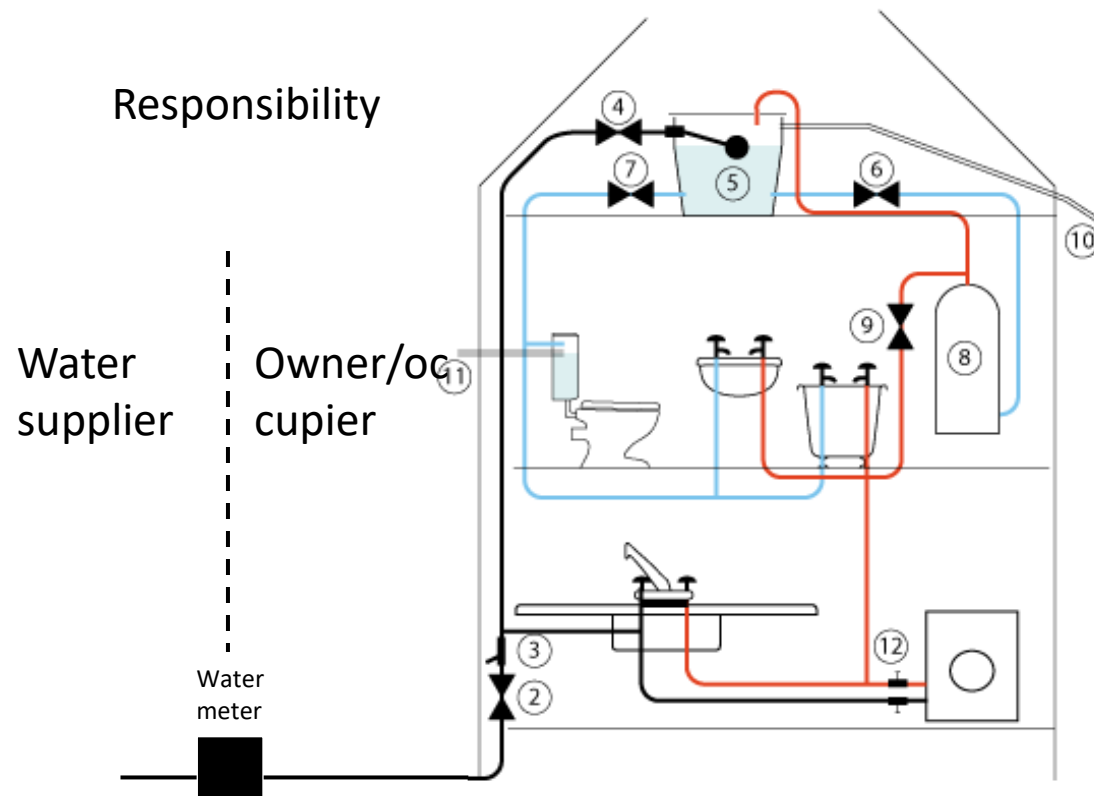 Responsibility
4
7
5
6
10
9
8
Water
supplier
Owner/oc
cupier
11
3
12
2
Water
meter